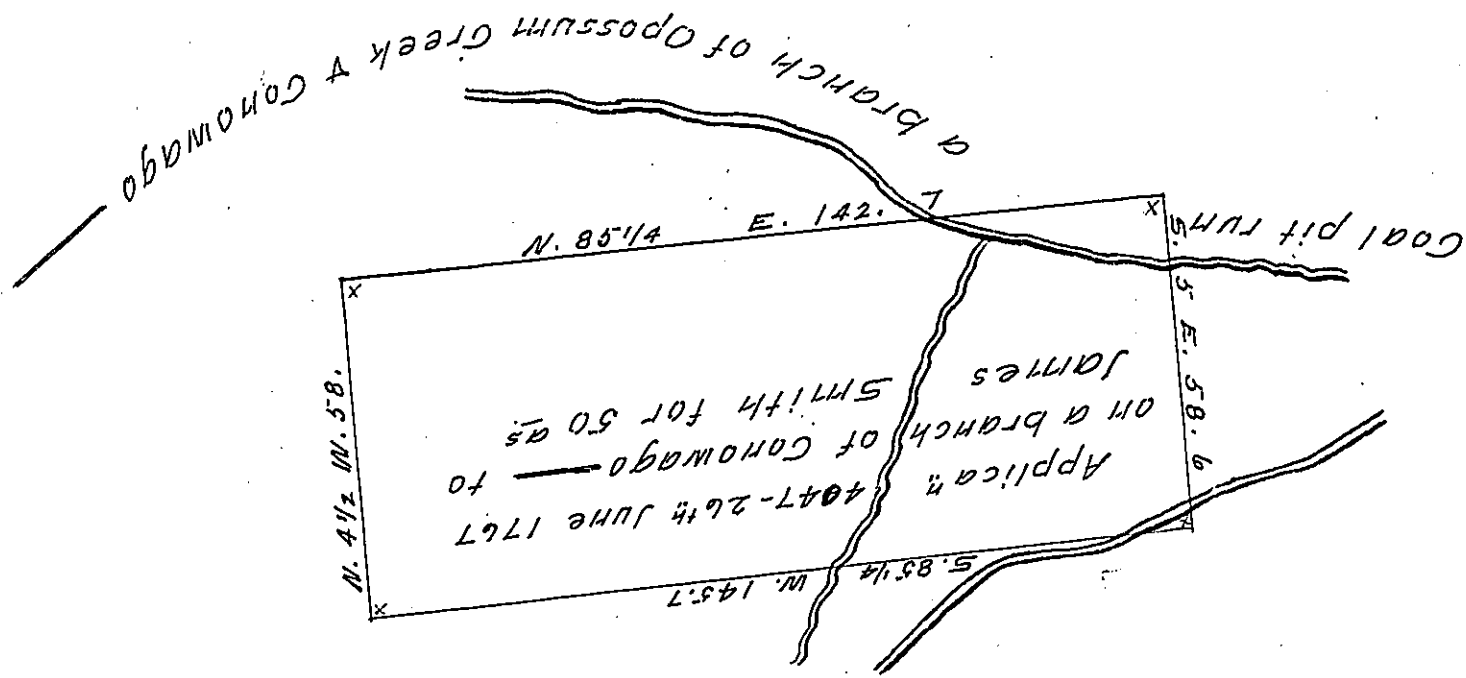 Coal pit run a branch of Opossum Creek & Conowago
N. 85 1/4 E. 142. 7
S. 5 E. 58. 6
S. 85 1/4 W. 145.7
N. 4 1/2 W. 58.
Applica.n 4047-26th June 1767
on a branch of Conowago — to
James Smith for 50 as